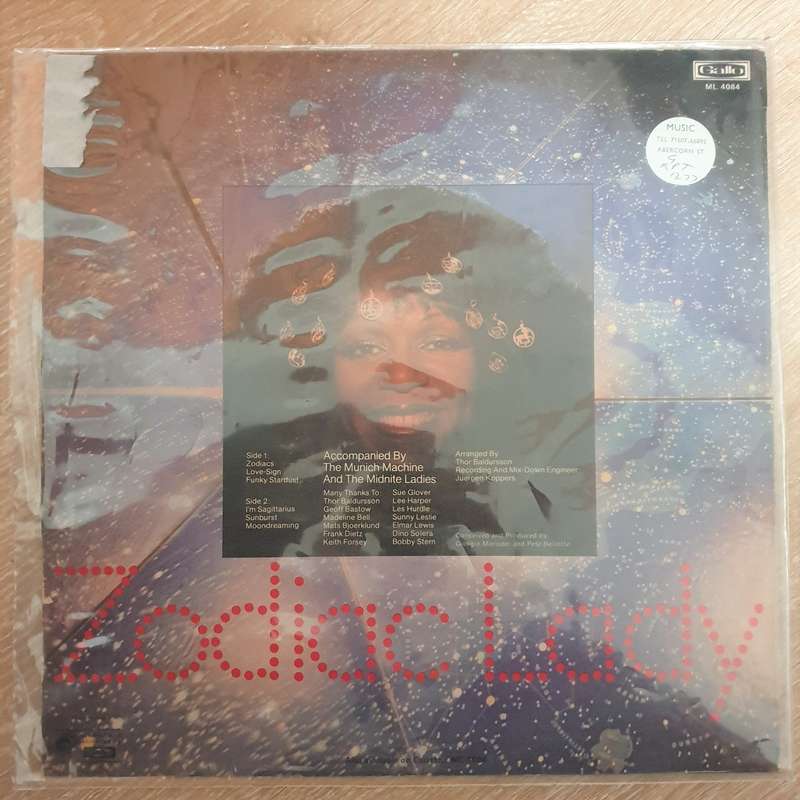 Gallo
ML 4084
MUSIC
ABERCORN ST
Side 1:
Zodiacs
Love-Sign
Funky Stardust
Side 2:
I'm Sagittarius
Sunburst
Moondreaming
Accompanied By
The Munich Machine
And The Midnite Ladies
Many Thanks To
Thor Baldursson
Geoff Bastow
Madeline Bell
Mats Bjoerklund
Frank Dietz
Keith Forsey
Sue Glover
Lee Harper
Les Hurdle
Sunny Leslie
Elmar Lewis
Dino Solera
Bobby Stern
Arranged By
Thor Baldursson
Recording And Mix-Down Engineer
Juergen Koppers
Conceived and Produced by
Giorgio Moroder and Pete Bellotte
Zodiac Lady